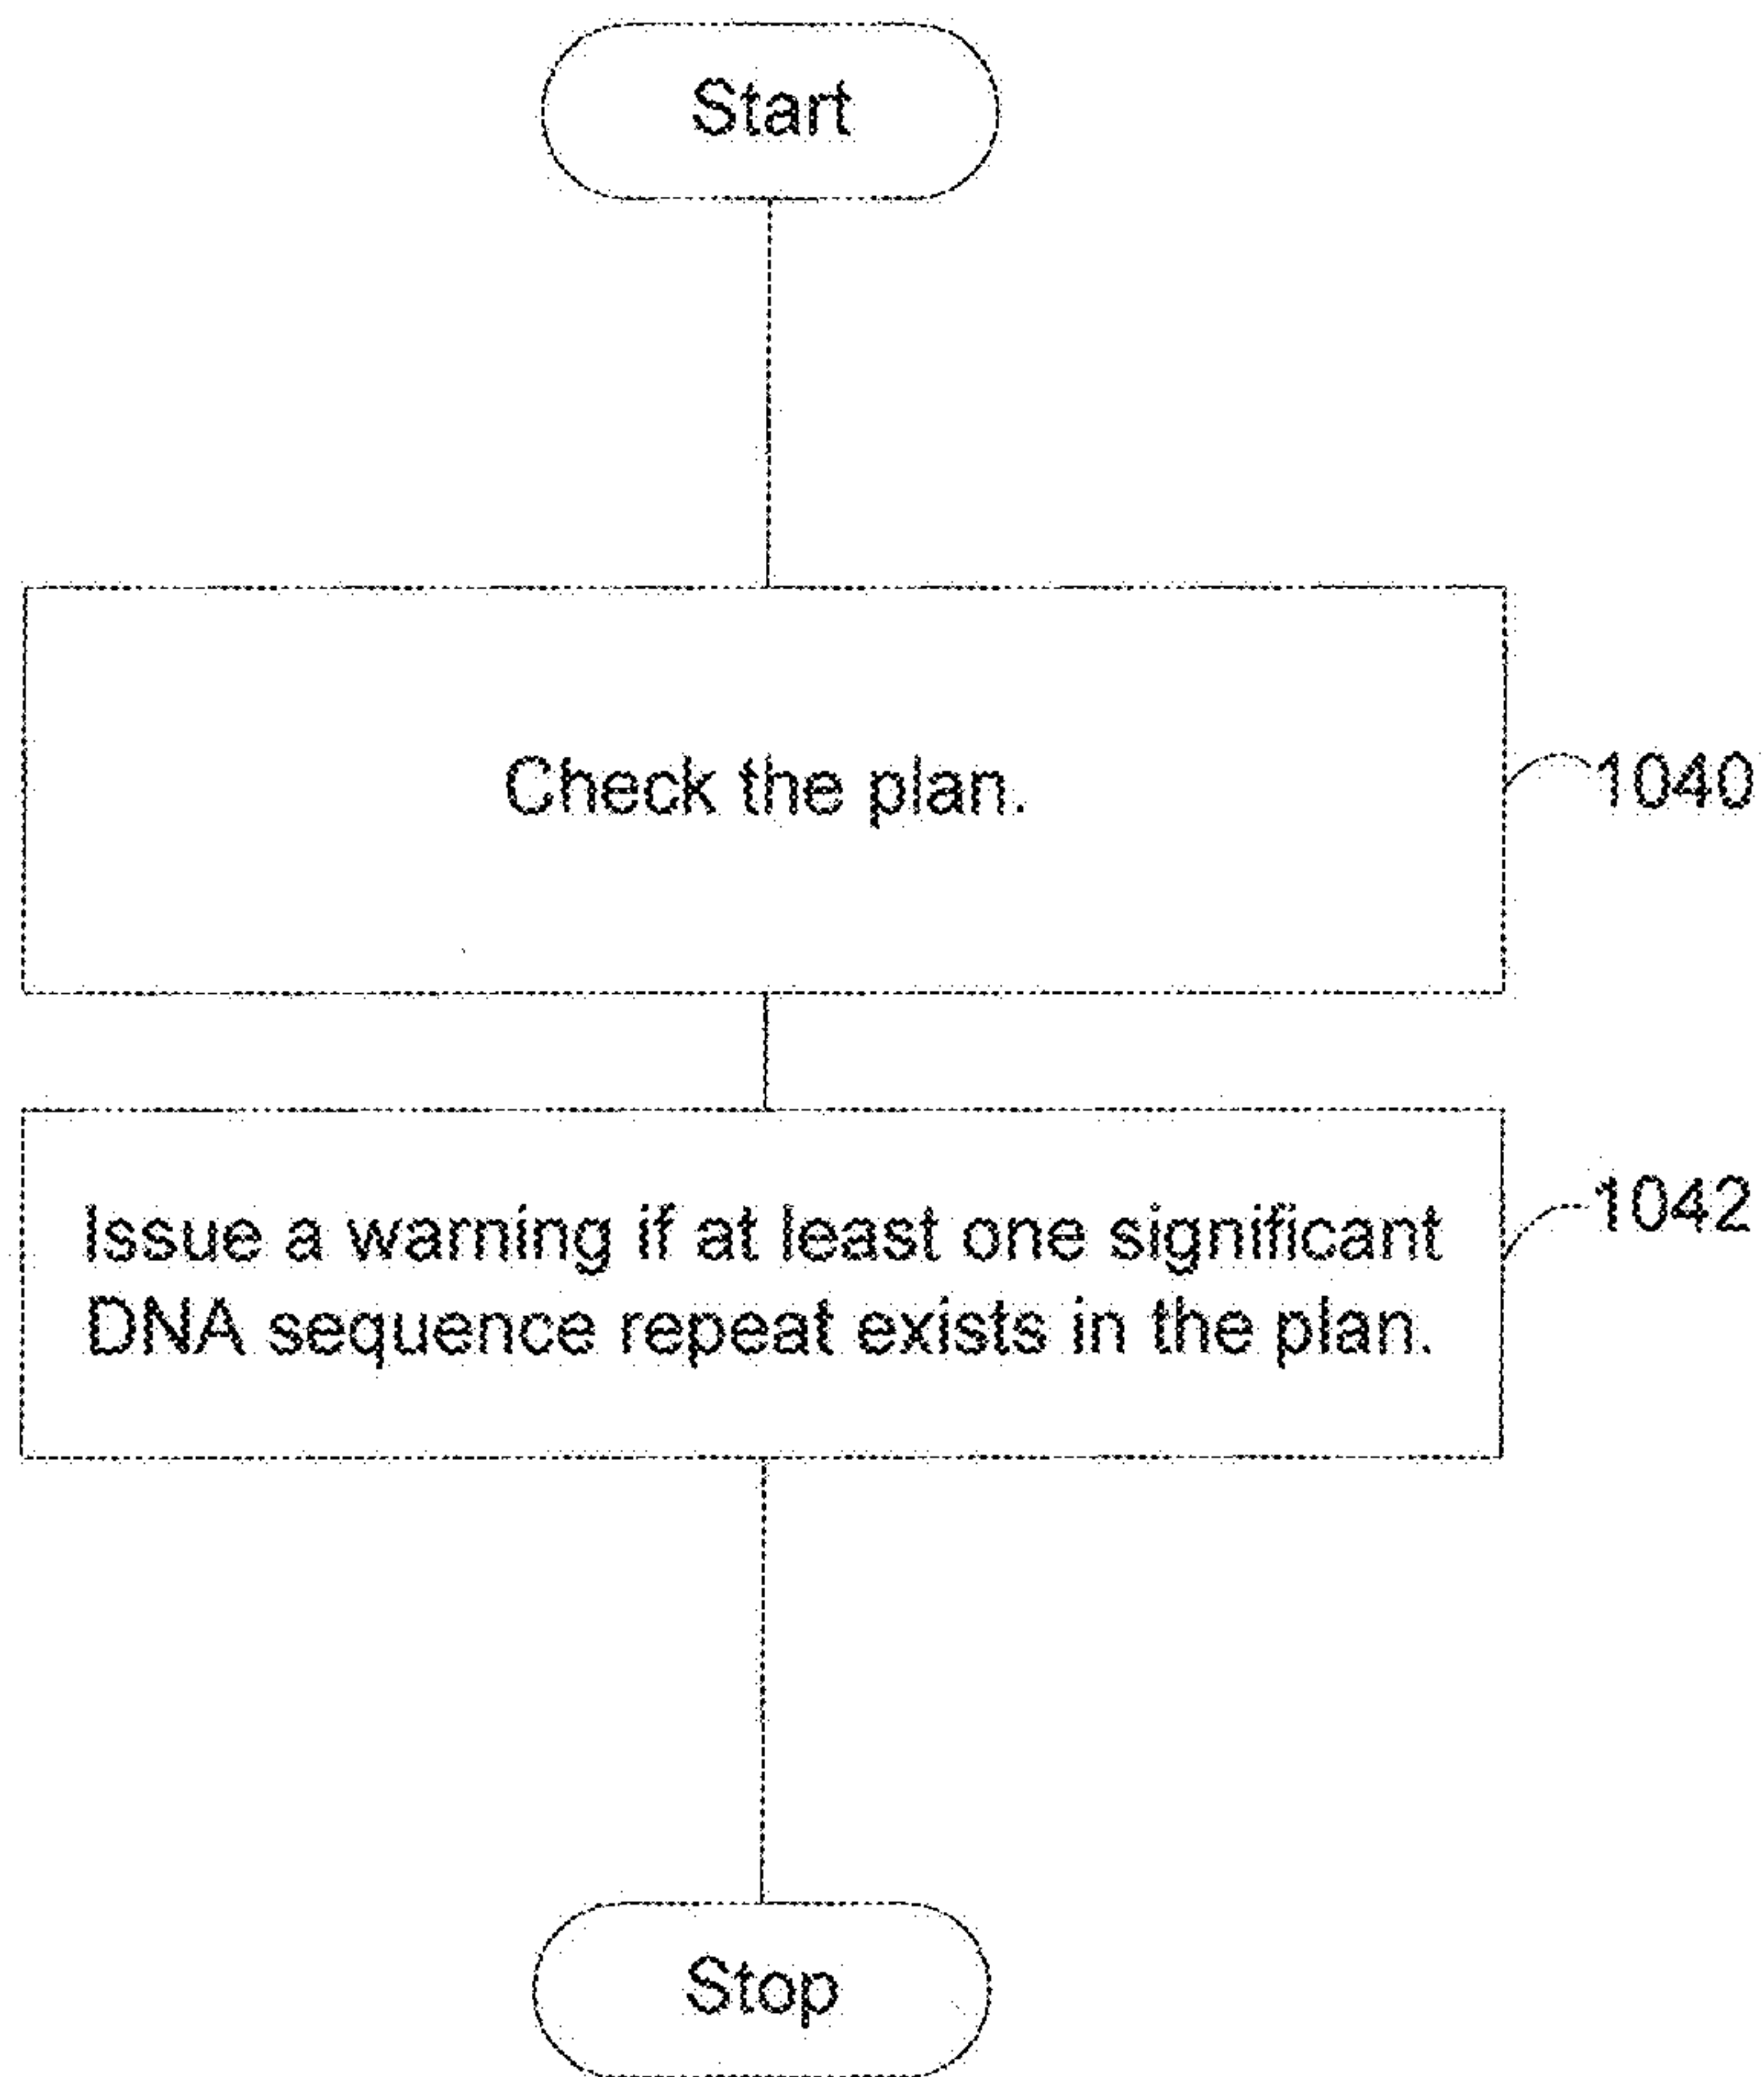 Start
Check the plan.
1040
Issue a warning if at least one significant
DNA sequence repeat exists in the plan.
1042
Stop